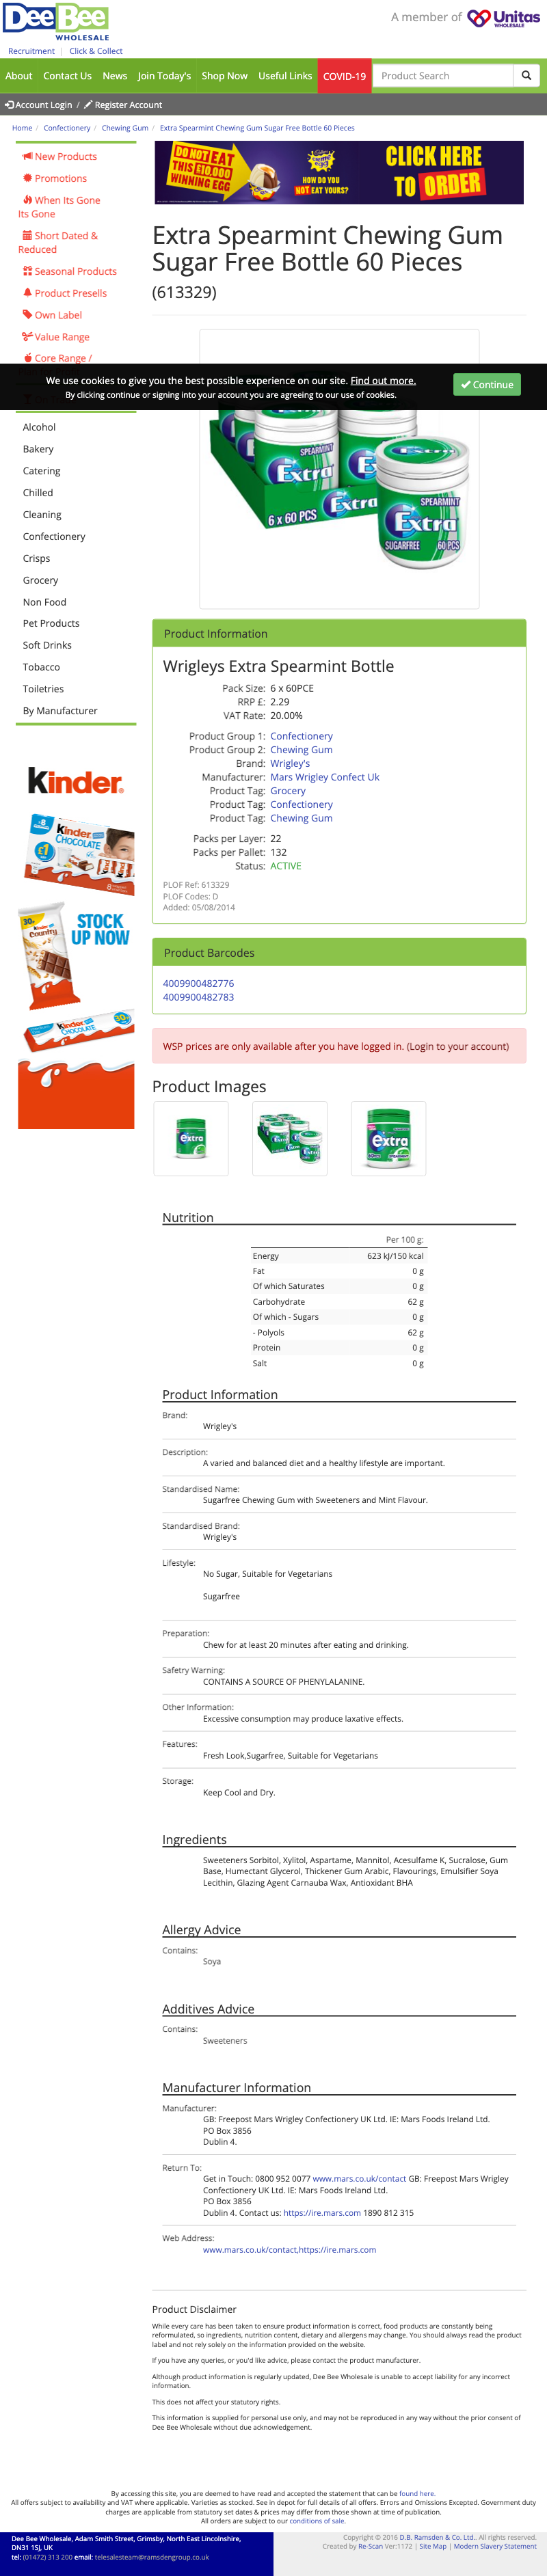 DeeBee
WHOLESALE
A member of Unitas
WHOLESALE
Recruitment | Click & Collect
About Contact Us News Join Today's Shop Now Useful Links COVID-19 Product Search
Account Login / Register Account
Home / Confectionery / Chewing Gum / Extra Spearmint Chewing Gum Sugar Free Bottle 60 Pieces
New Products
Promotions
When Its Gone
Its Gone
Short Dated &
Reduced
Seasonal Products
Product Presells
Own Label
Value Range
Core Range /
DO NOT EAT
THIS £10,000
WINNING EGG
HOW DO YOU
NOT EAT YOURS?
CLICK HERE
TO ORDER
Extra Spearmint Chewing Gum
Sugar Free Bottle 60 Pieces
(613329)
We use cookies to give you the best possible experience on our site. Find out more.
By clicking continue or signing into your account you are agreeing to our use of cookies.
Continue
Alcohol
Bakery
Catering
Chilled
Cleaning
Confectionery
Crisps
Grocery
Non Food
Pet Products
Soft Drinks
Tobacco
Toiletries
By Manufacturer
extra
6 x 60 PCS
extra
SPEARMINT
SUGARFREE
Kinder
STOCK
UP NOW
Product Information
Wrigleys Extra Spearmint Bottle
Pack Size: 6 x 60PCE
RRP £: 2.29
VAT Rate: 20.00%
Product Group 1: Confectionery
Product Group 2: Chewing Gum
Brand: Wrigley's
Manufacturer: Mars Wrigley Confect Uk
Product Tag: Grocery
Product Tag: Confectionery
Product Tag: Chewing Gum
Packs per Layer: 22
Packs per Pallet: 132
Status: ACTIVE
PLOF Ref: 613329
PLOF Codes: D
Added: 05/08/2014
Product Barcodes
4009900482776
4009900482783
WSP prices are only available after you have logged in. (Login to your account)
Product Images
Nutrition
Per 100 g:
Energy 623 kJ/150 kcal
Fat 0 g
Of which Saturates 0 g
Carbohydrate 62 g
Of which - Sugars 0 g
- Polyols 62 g
Protein 0 g
Salt 0 g
Product Information
Brand:
Wrigley's
Description:
A varied and balanced diet and a healthy lifestyle are important.
Standardised Name:
Sugarfree Chewing Gum with Sweeteners and Mint Flavour.
Standardised Brand:
Wrigley's
Lifestyle:
No Sugar, Suitable for Vegetarians
Sugarfree
Preparation:
Chew for at least 20 minutes after eating and drinking.
Safetry Warning:
CONTAINS A SOURCE OF PHENYLALANINE.
Other Information:
Excessive consumption may produce laxative effects.
Features:
Fresh Look,Sugarfree, Suitable for Vegetarians
Storage:
Keep Cool and Dry.
Ingredients
Sweeteners Sorbitol, Xylitol, Aspartame, Mannitol, Acesulfame K, Sucralose, Gum
Base, Humectant Glycerol, Thickener Gum Arabic, Flavourings, Emulsifier Soya
Lecithin, Glazing Agent Carnauba Wax, Antioxidant BHA
Allergy Advice
Contains:
Soya
Additives Advice
Contains:
Sweeteners
Manufacturer Information
Manufacturer:
GB: Freepost Mars Wrigley Confectionery UK Ltd. IE: Mars Foods Ireland Ltd.
PO Box 3856
Dublin 4.
Return To:
Get in Touch: 0800 952 0077 www.mars.co.uk/contact GB: Freepost Mars Wrigley
Confectionery UK Ltd. IE: Mars Foods Ireland Ltd.
PO Box 3856
Dublin 4. Contact us: https://ire.mars.com 1890 812 315
Web Address:
www.mars.co.uk/contact,https://ire.mars.com
Product Disclaimer
While every care has been taken to ensure product information is correct, food products are constantly being
reformulated, so ingredients, nutrition content, dietary and allergens may change. You should always read the product
label and not rely solely on the information provided on the website.
If you have any queries, or you'd like advice, please contact the product manufacturer.
Although product information is regularly updated, Dee Bee Wholesale is unable to accept liability for any incorrect
information.
This does not affect your statutory rights.
This information is supplied for personal use only, and may not be reproduced in any way without the prior consent of
Dee Bee Wholesale without due acknowledgement.
By accessing this site, you are deemed to have read and accepted the statement that can be found here.
All offers subject to availability and VAT where applicable. Varieties as stocked. See in depot for full details of all offers. Errors and Omissions Excepted. Government duty
charges are applicable from statutory set dates & prices may differ from those shown at time of publication.
All orders are subject to our conditions of sale.
Dee Bee Wholesale, Adam Smith Street, Grimsby, North East Lincolnshire,
DN31 1SJ, UK
tel: (01472) 313 200 email: telesalesteam@ramsdengroup.co.uk
Copyright © 2016 D.B. Ramsden & Co. Ltd.. All rights reserved.
Created by Re-Scan Ver:1172 | Site Map | Modern Slavery Statement